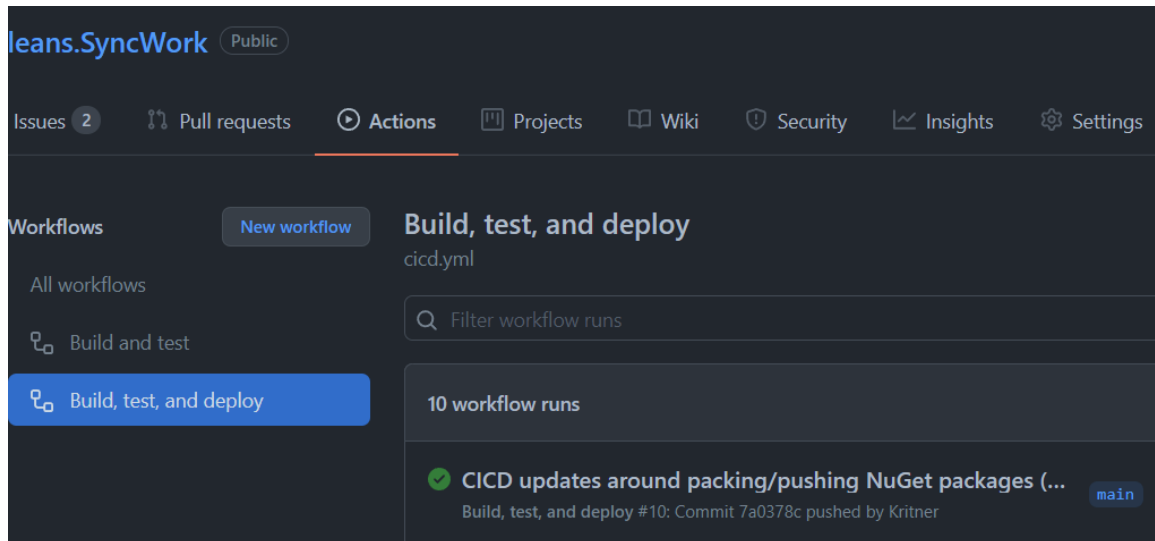 leans.SyncWork Public
Issues 2 Pull requests Actions Projects Wiki Security Insights Settings
Workflows New workflow
All workflows
Build and test
Build, test, and deploy
Build, test, and deploy
cicd.yml
Filter workflow runs
10 workflow runs
CICD updates around packing/pushing NuGet packages (...
main
Build, test, and deploy #10: Commit 7a0378c pushed by Kritner